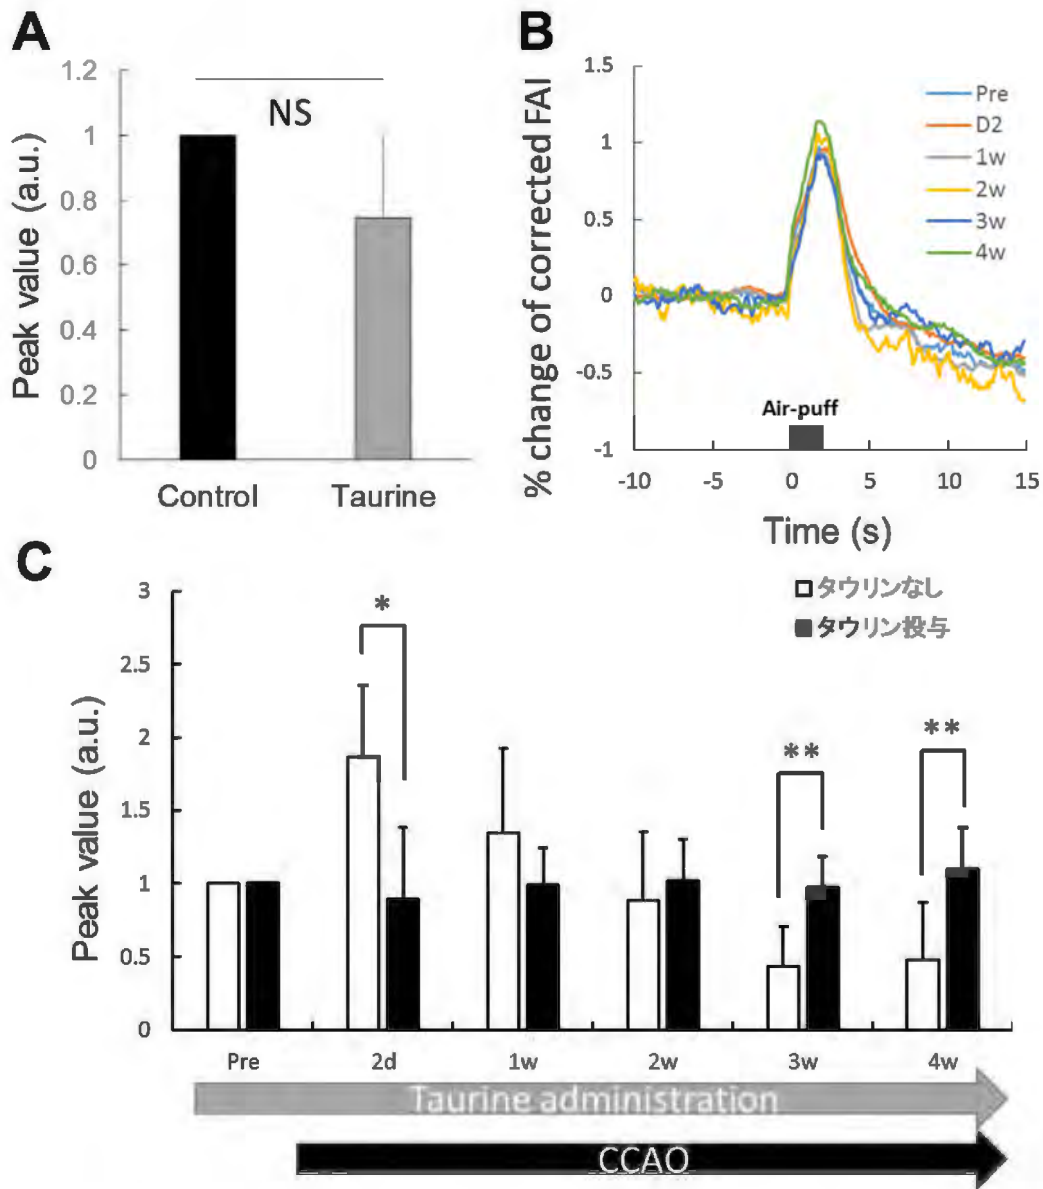 A
1.2
1
0.8
0.6
0.4
0.2
0
Peak value (a.u.)
NS
Control
Taurine
B
1.5
1
0.5
0
-0.5
-1
% change of corrected FAI
Pre
D2
1w
2w
3w
4w
Air-puff
-10
-5
0
5
10
15
Time (s)
C
タウリンなし
タウリン投与
3
2.5
2
1.5
1
0.5
0
Peak value (a.u.)
*
**
**
Pre
2d
1w
2w
3w
4w
Taurine administration
CCAO